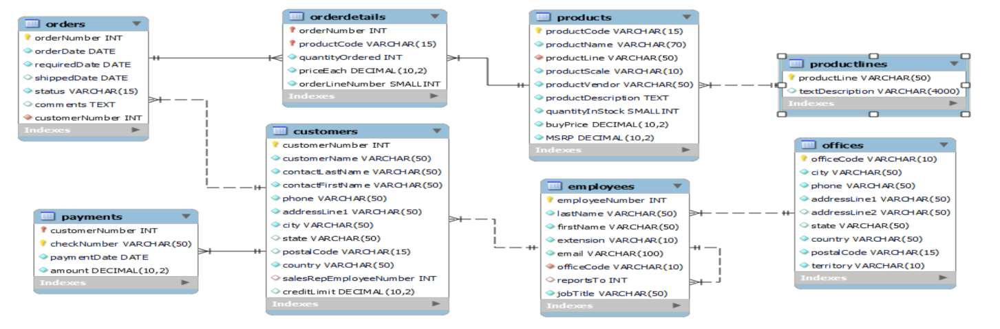 orders
orderNumber INT
orderDate DATE
requiredDate DATE
shippedDate DATE
status VARCHAR(15)
comments TEXT
customerNumber INT
Indexes
orderdetails
orderNumber INT
productCode VARCHAR(15)
quantityOrdered INT
priceEach DECIMAL(10,2)
orderLineNumber SMALLINT
Indexes
products
productCode VARCHAR(15)
productName VARCHAR(70)
productLine VARCHAR(50)
productScale VARCHAR(10)
productVendor VARCHAR(50)
productDescription TEXT
quantityInStock SMALLINT
buyPrice DECIMAL(10,2)
MSRP DECIMAL(10,2)
Indexes
productlines
productLine VARCHAR(50)
textDescription VARCHAR(4000)
Indexes
customers
customerNumber INT
customerName VARCHAR(50)
contactLastName VARCHAR(50)
contactFirstName VARCHAR(50)
phone VARCHAR(50)
addressLine1 VARCHAR(50)
city VARCHAR(50)
state VARCHAR(50)
postalCode VARCHAR(15)
country VARCHAR(50)
salesRepEmployeeNumber INT
creditLimit DECIMAL(10,2)
Indexes
offices
officeCode VARCHAR(10)
city VARCHAR(50)
phone VARCHAR(50)
addressLine1 VARCHAR(50)
addressLine2 VARCHAR(50)
state VARCHAR(50)
country VARCHAR(50)
postalCode VARCHAR(15)
territory VARCHAR(10)
Indexes
employees
employeeNumber INT
lastName VARCHAR(50)
firstName VARCHAR(50)
extension VARCHAR(10)
email VARCHAR(100)
officeCode VARCHAR(10)
reportsTo INT
jobTitle VARCHAR(50)
Indexes
payments
customerNumber INT
checkNumber VARCHAR(50)
paymentDate DATE
amount DECIMAL(10,2)
Indexes